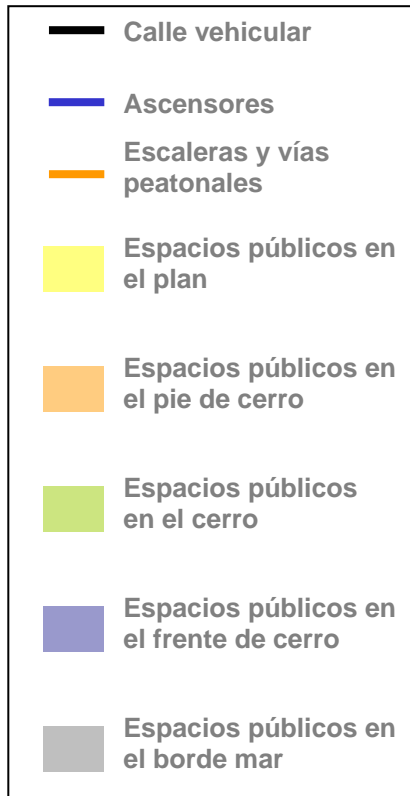 Calle vehicular
Ascensores
Escaleras y vías
peatonales
Espacios públicos en
el plan
Espacios públicos en
el pie de cerro
Espacios públicos
en el cerro
Espacios públicos en
el frente de cerro
Espacios públicos en
el borde mar